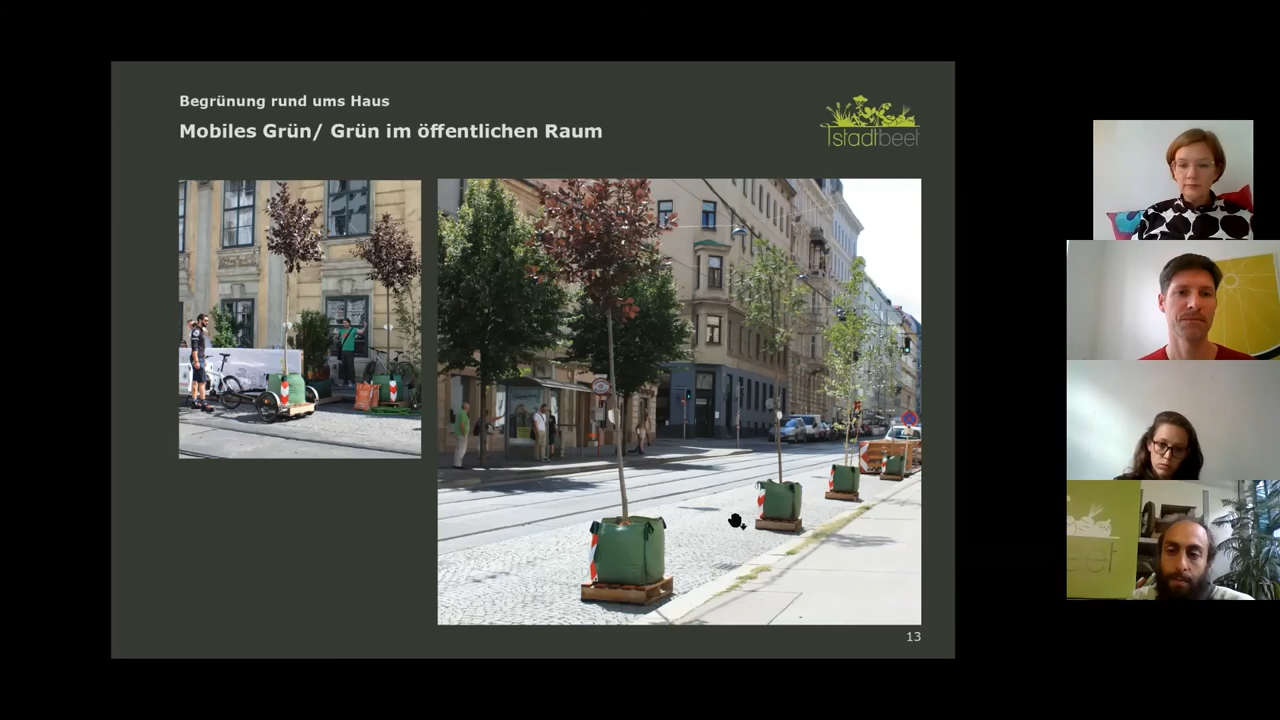 Begrünung rund ums Haus
Mobiles Grün/ Grün im öffentlichen Raum
stadtbeet
13